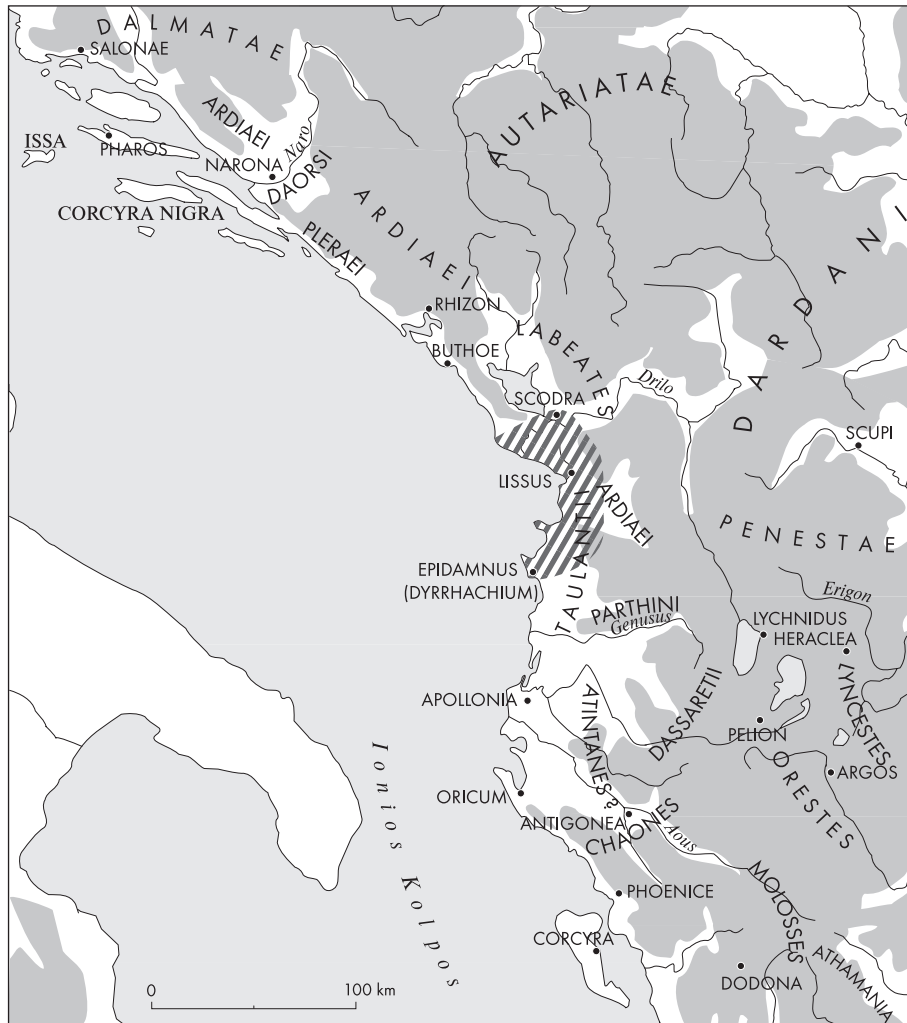 DALMATAE
SALONAE
AUTARIATAE
ARDIAEI
Naro
ISSA
PHAROS
NARONA
DAORSI
CORCYRA NIGRA
ARDIAEI
PLERAEI
DARDANI
RHIZON
LABEATES
BUTHOE
Drilo
SCODRA
SCUPI
LISSUS
ARDIAEI
TAULANTII
PENESTAE
EPIDAMNUS
(DYRRHACHIUM)
Erigon
PARTHINI
Genusus
LYCHNIDUS
HERACLEA
LYNCESTES
APOLLONIA
ATINTANES ?
DASSARETII
PELION
Ionios Kolpos
ORESTES
ARGOS
ORICUM
ANTIGONEA
CHAONES
Aous
MOLOSSES
PHOENICE
CORCYRA
ATHAMANIA
DODONA
0 100 km